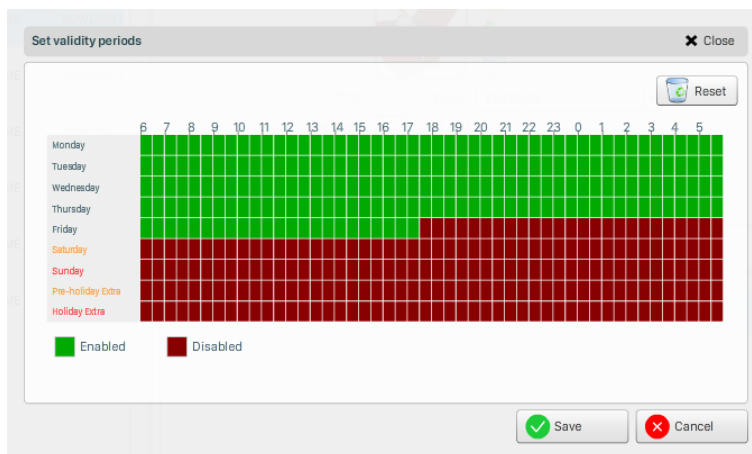 Set validity periods
Close
Reset
6 7 8 9 10 11 12 13 14 15 16 17 18 19 20 21 22 23 0 1 2 3 4 5
Monday
Tuesday
Wednesday
Thursday
Friday
Saturday
Sunday
Pre-holiday Extra
Holiday Extra
Enabled Disabled
Save Cancel